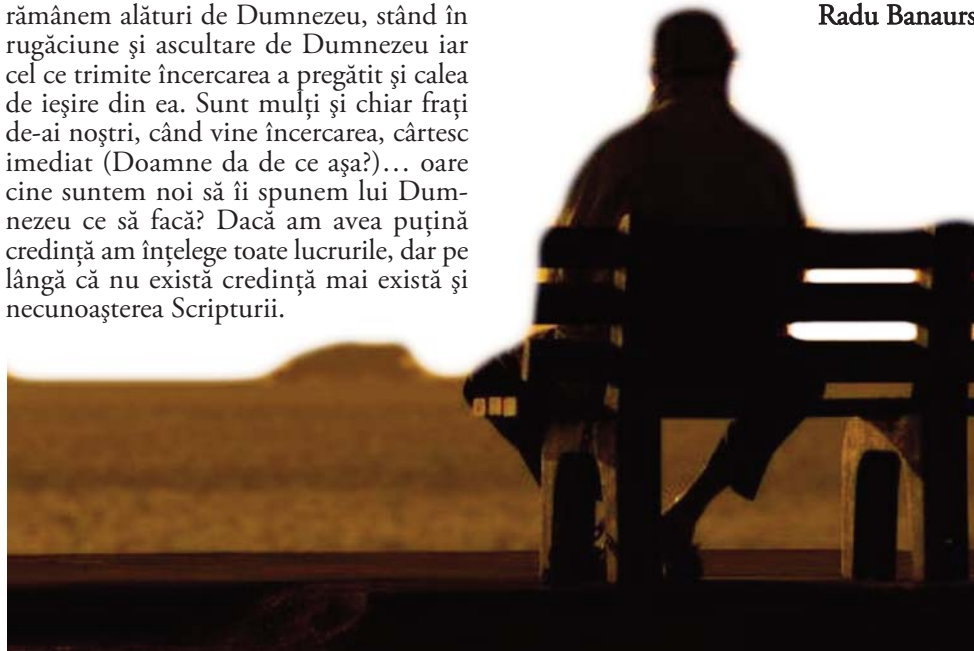 rămânem alături de Dumnezeu, stând în
rugăciune şi ascultare de Dumnezeu iar
cel ce trimite încercarea a pregătit şi calea
de ieşire din ea. Sunt mulţi şi chiar fraţi
de-ai noştri, când vine încercarea, cârtesc
imediat (Doamne da de ce aşa?)… oare
cine suntem noi să îi spunem lui Dum-
nezeu ce să facă? Dacă am avea puţină
credinţă am înţelege toate lucrurile, dar pe
lângă că nu există credinţă mai există şi
necunoaşterea Scripturii.
Radu Banaurs